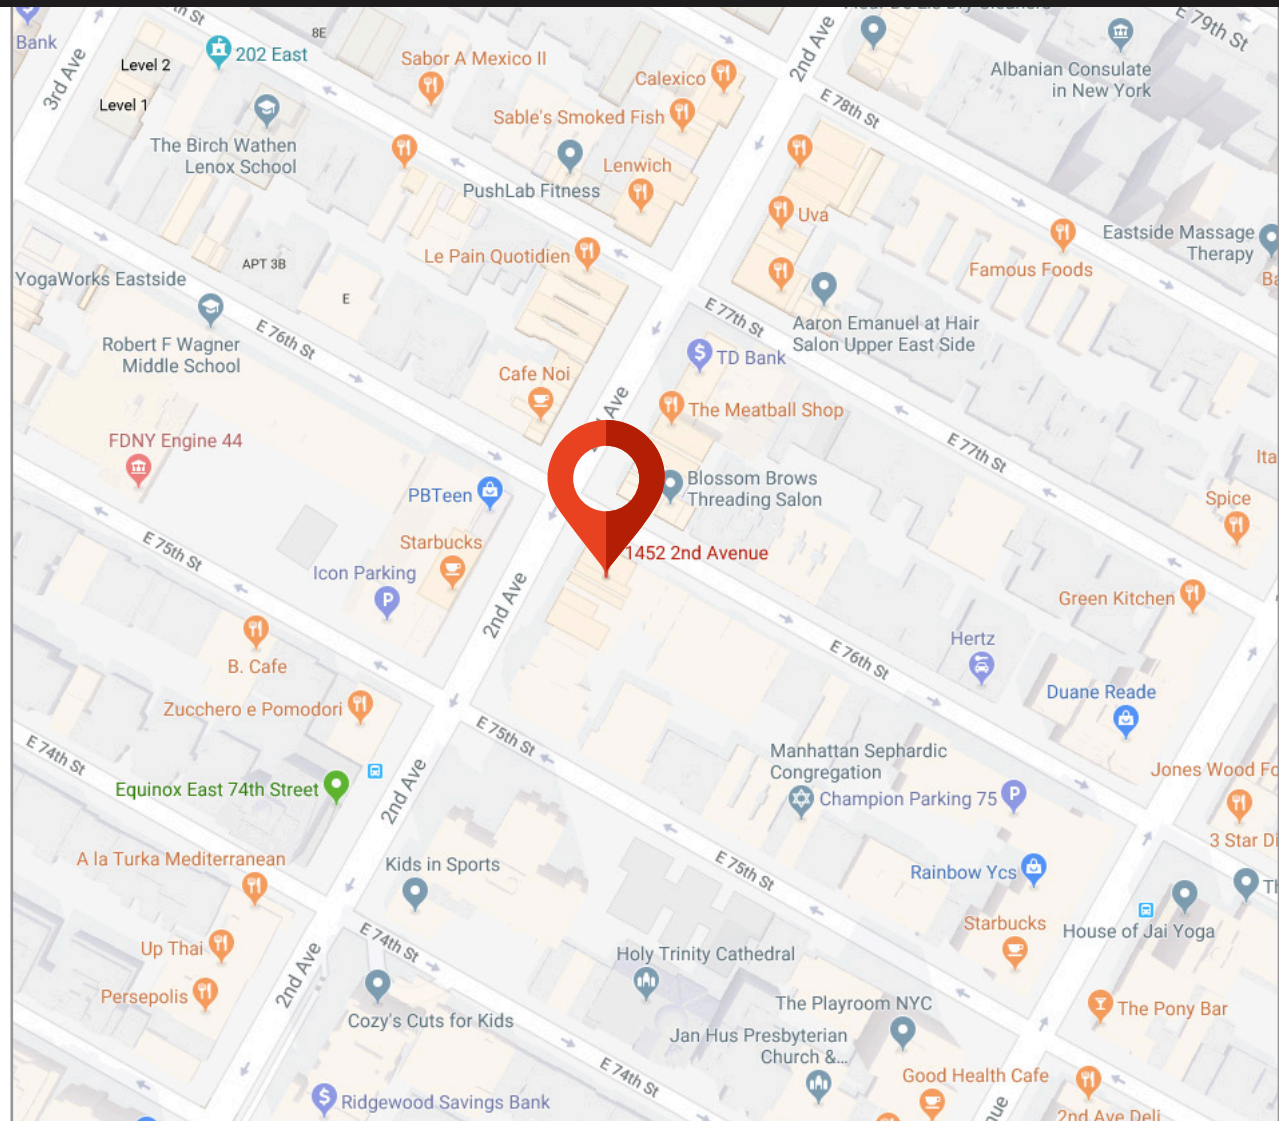 Bank
3rd Ave
8E
Level 2
Level 1
202 East
Sabor A Mexico II
Calexico
2nd Ave
E 79th St
Albanian Consulate
in New York
E 78th St
Sable's Smoked Fish
The Birch Wathen
Lenox School
Lenwich
PushLab Fitness
Uva
Eastside Massage
Therapy
Famous Foods
Le Pain Quotidien
APT 3B
YogaWorks Eastside
E
E 77th St
Aaron Emanuel at Hair
Salon Upper East Side
E 76th St
Robert F Wagner
Middle School
TD Bank
Cafe Noi
Ave
The Meatball Shop
FDNY Engine 44
E 77th St
Ita
Blossom Brows
Threading Salon
PBTeen
Spice
Starbucks
1452 2nd Avenue
E 75th St
Icon Parking
2nd Ave
Green Kitchen
Hertz
E 76th St
B. Cafe
Duane Reade
Zucchero e Pomodori
E 75th St
E 74th St
Manhattan Sephardic
Congregation
Jones Wood Fo
Equinox East 74th Street
2nd Ave
Champion Parking 75
3 Star Di
A la Turka Mediterranean
Kids in Sports
E 75th St
Rainbow Ycs
Th
Starbucks
House of Jai Yoga
E 74th St
Up Thai
Holy Trinity Cathedral
2nd Ave
Persepolis
The Playroom NYC
The Pony Bar
Cozy's Cuts for Kids
Jan Hus Presbyterian
Church &...
E 74th St
Good Health Cafe
Ridgewood Savings Bank
2nd Ave Deli